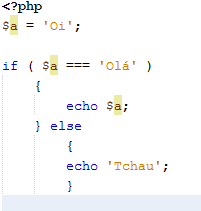 <?php
$a = 'Oi';
if ( $a === 'Olá' )
{
echo $a;
} else
{
echo 'Tchau';
}